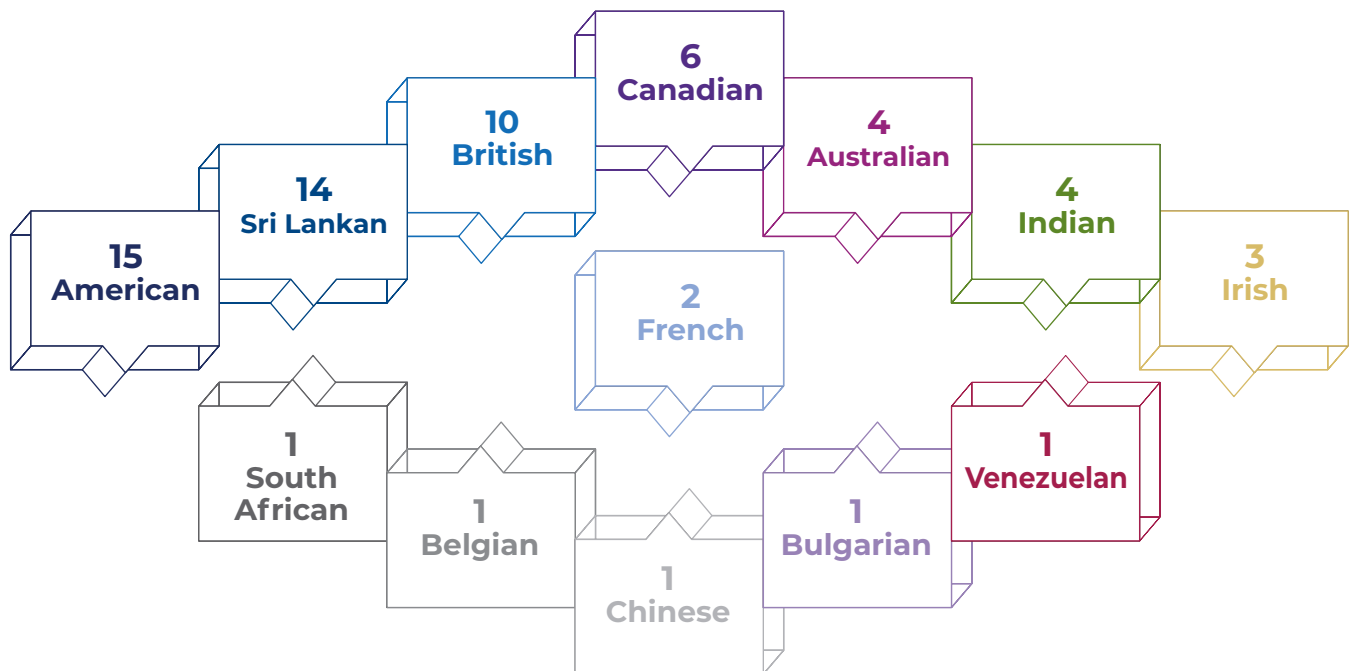 15
American
14
Sri Lankan
10
British
6
Canadian
4
Australian
4
Indian
3
Irish
2
French
1
South
African
1
Belgian
1
Chinese
1
Bulgarian
1
Venezuelan